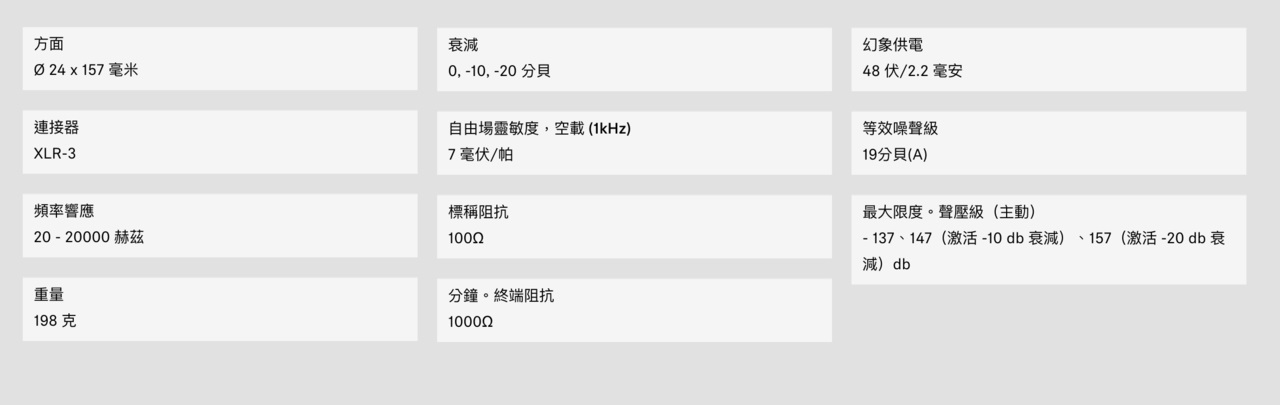 方面
Ø 24 x 157 毫米
連接器
XLR-3
頻率響應
20 - 20000 赫茲
重量
198 克
衰減
0, -10, -20 分貝
自由場靈敏度，空載 (1kHz)
7 毫伏/帕
標稱阻抗
100Ω
分鐘。終端阻抗
1000Ω
幻象供電
48 伏/2.2 毫安
等效噪聲級
19分貝(A)
最大限度。聲壓級（主動）
- 137、147（激活 -10 db 衰減）、157（激活 -20 db 衰
減）db